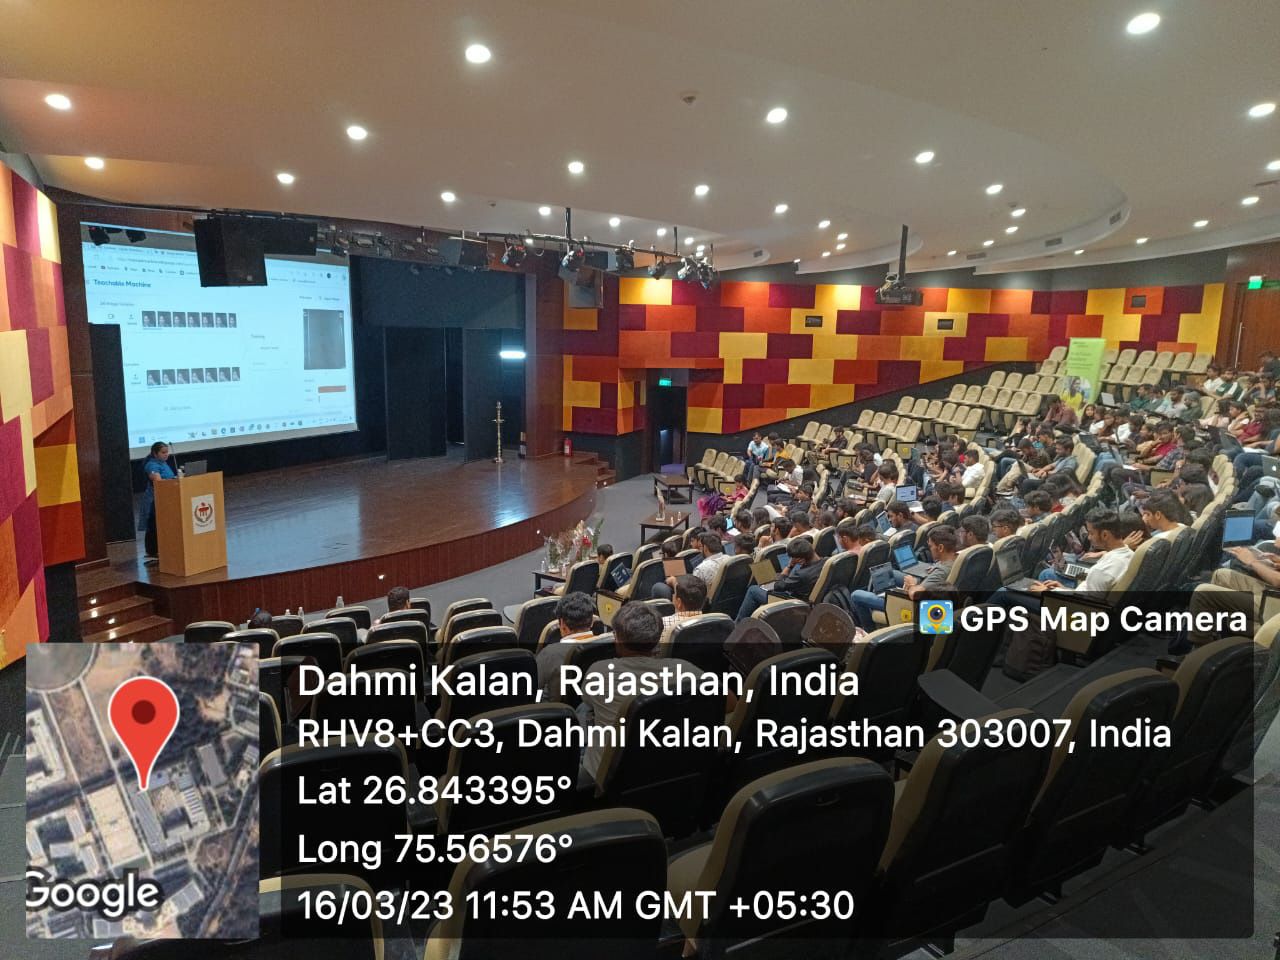 Teachable Machine
GPS Map Camera
Dahmi Kalan, Rajasthan, India
RHV8+CC3, Dahmi Kalan, Rajasthan 303007, India
Lat 26.843395°
Long 75.56576°
16/03/23 11:53 AM GMT +05:30
Google